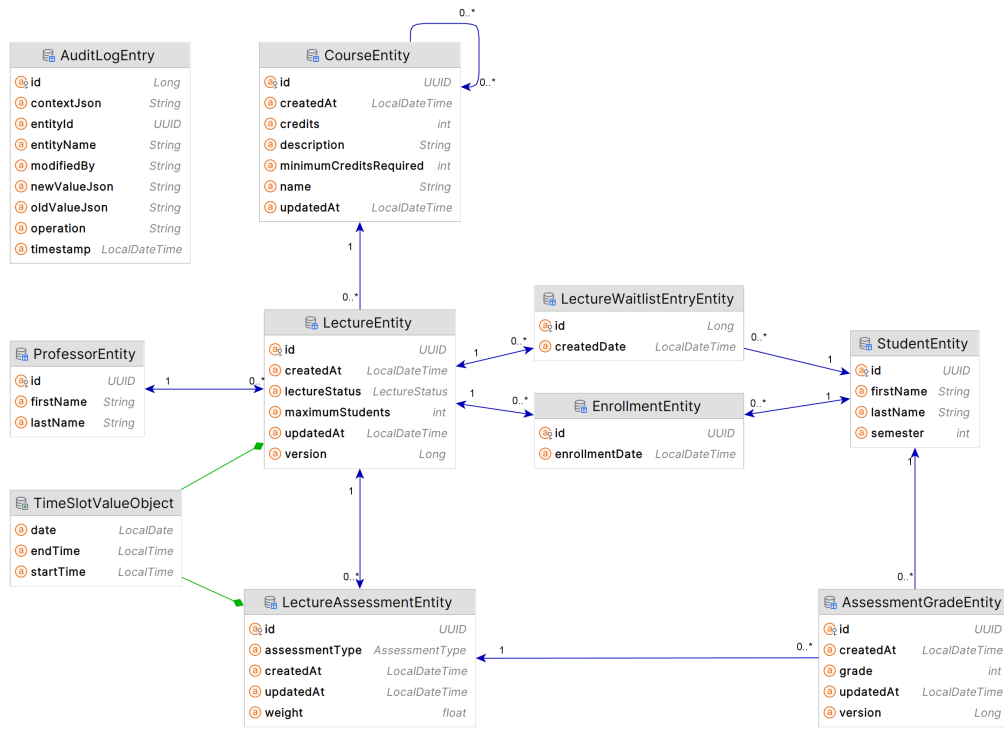 AuditLogEntry
id Long
contextJson String
entityId UUID
entityName String
modifiedBy String
newValueJson String
oldValueJson String
operation String
timestamp LocalDateTime
0..*
0..*
CourseEntity
id UUID
createdAt LocalDateTime
credits int
description String
minimumCreditsRequired int
name String
updatedAt LocalDateTime
1
0..*
ProfessorEntity
id UUID
firstName String
lastName String
1
0..*
LectureEntity
id UUID
createdAt LocalDateTime
lectureStatus LectureStatus
maximumStudents int
updatedAt LocalDateTime
version Long
1
0..*
LectureWaitlistEntryEntity
id Long
createdDate LocalDateTime
0..*
1
1
0..*
EnrollmentEntity
id UUID
enrollmentDate LocalDateTime
0..*
1
StudentEntity
id UUID
firstName String
lastName String
semester int
TimeSlotValueObject
date LocalDate
endTime LocalTime
startTime LocalTime
1
0..*
LectureAssessmentEntity
id UUID
assessmentType AssessmentType
createdAt LocalDateTime
updatedAt LocalDateTime
weight float
1
0..*
1
0..*
AssessmentGradeEntity
id UUID
createdAt LocalDateTime
grade int
updatedAt LocalDateTime
version Long